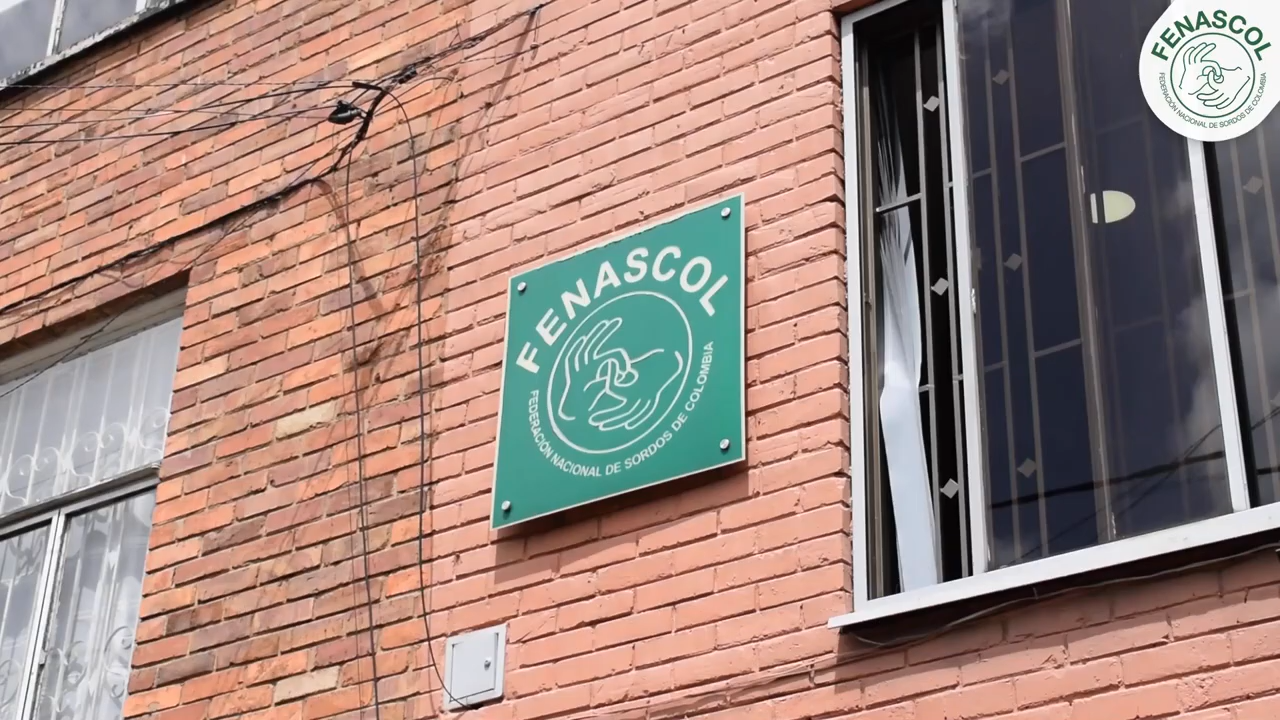 FENASCOL
FEDERACIÓN NACIONAL DE SORDOS DE COLOMBIA
FENASCOL
FEDERACIÓN NACIONAL DE SORDOS DE COLOMBIA